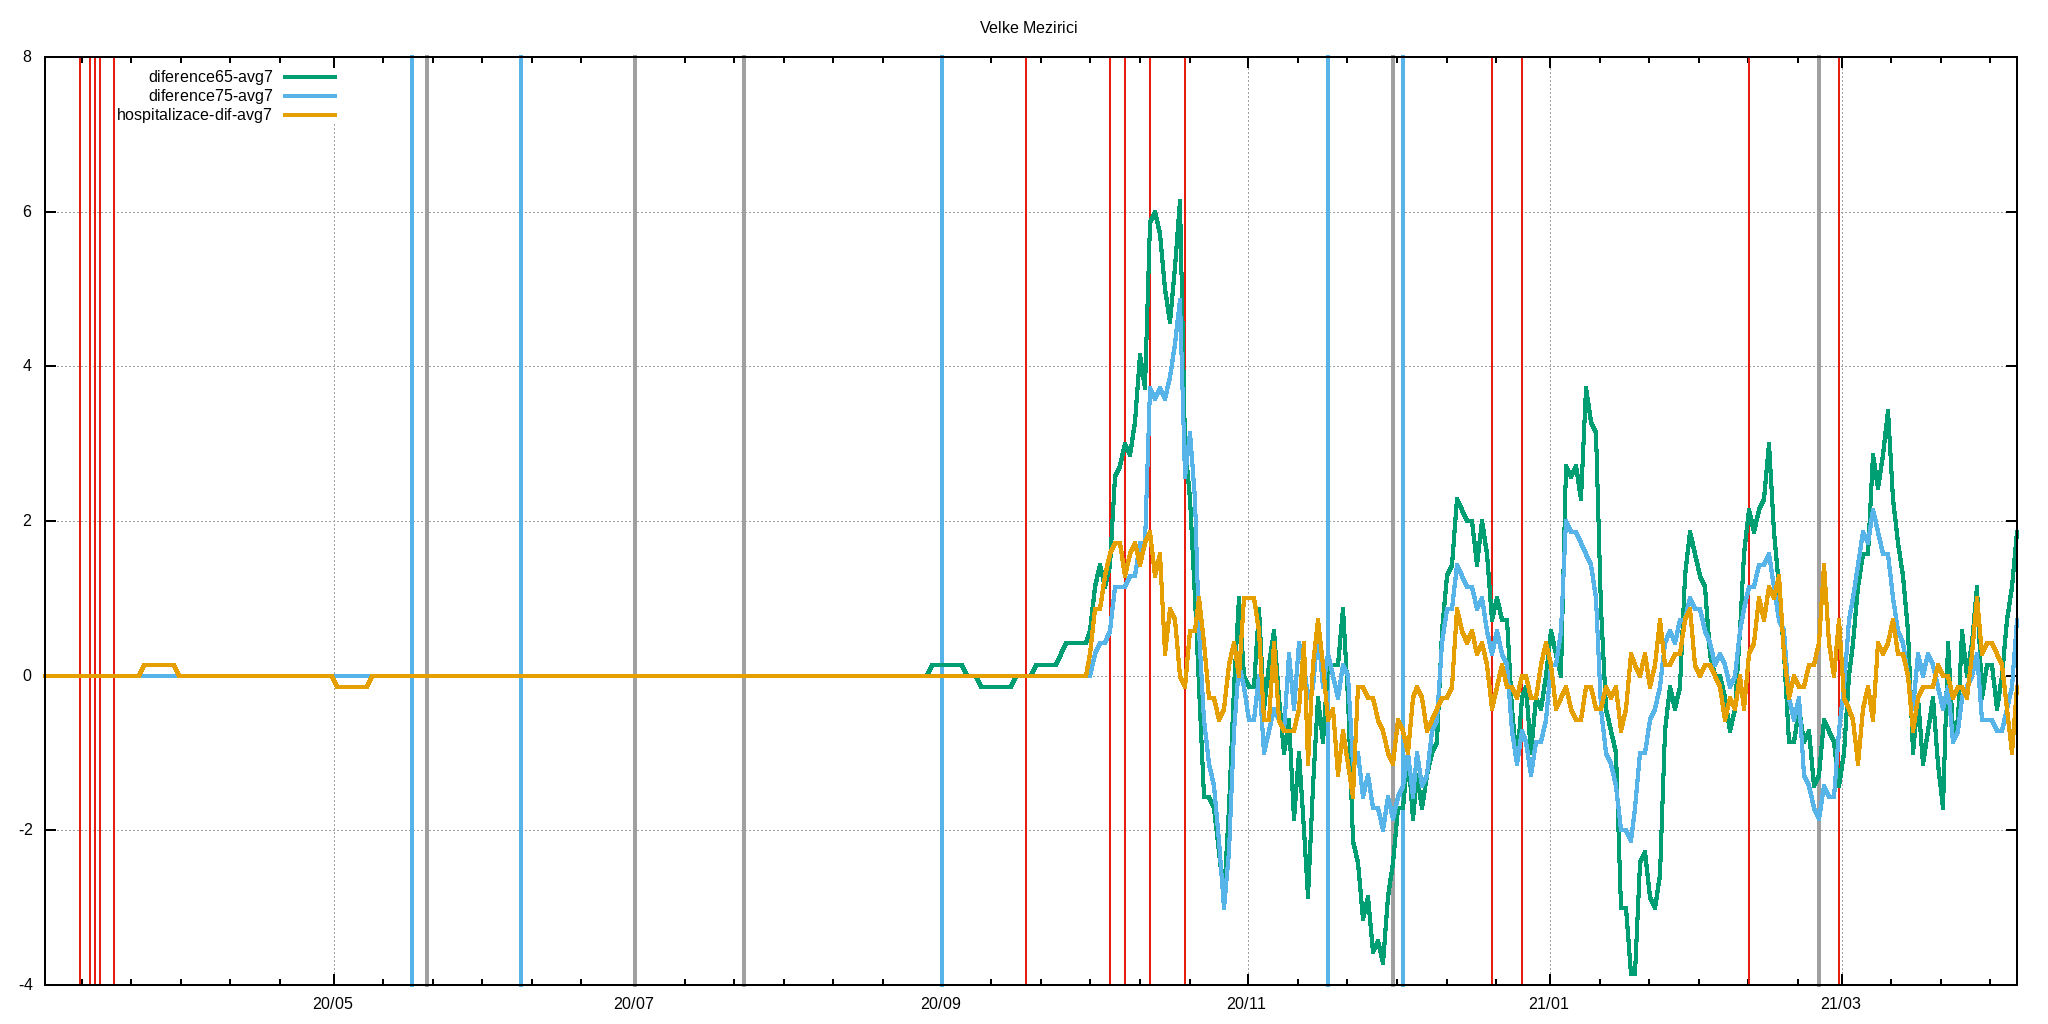 Velke Mezirici
8
diference65-avg7
diference75-avg7
hospitalizace-dif-avg7
6
4
2
0
-2
-4
20/05 20/07 20/09 20/11 21/01 21/03